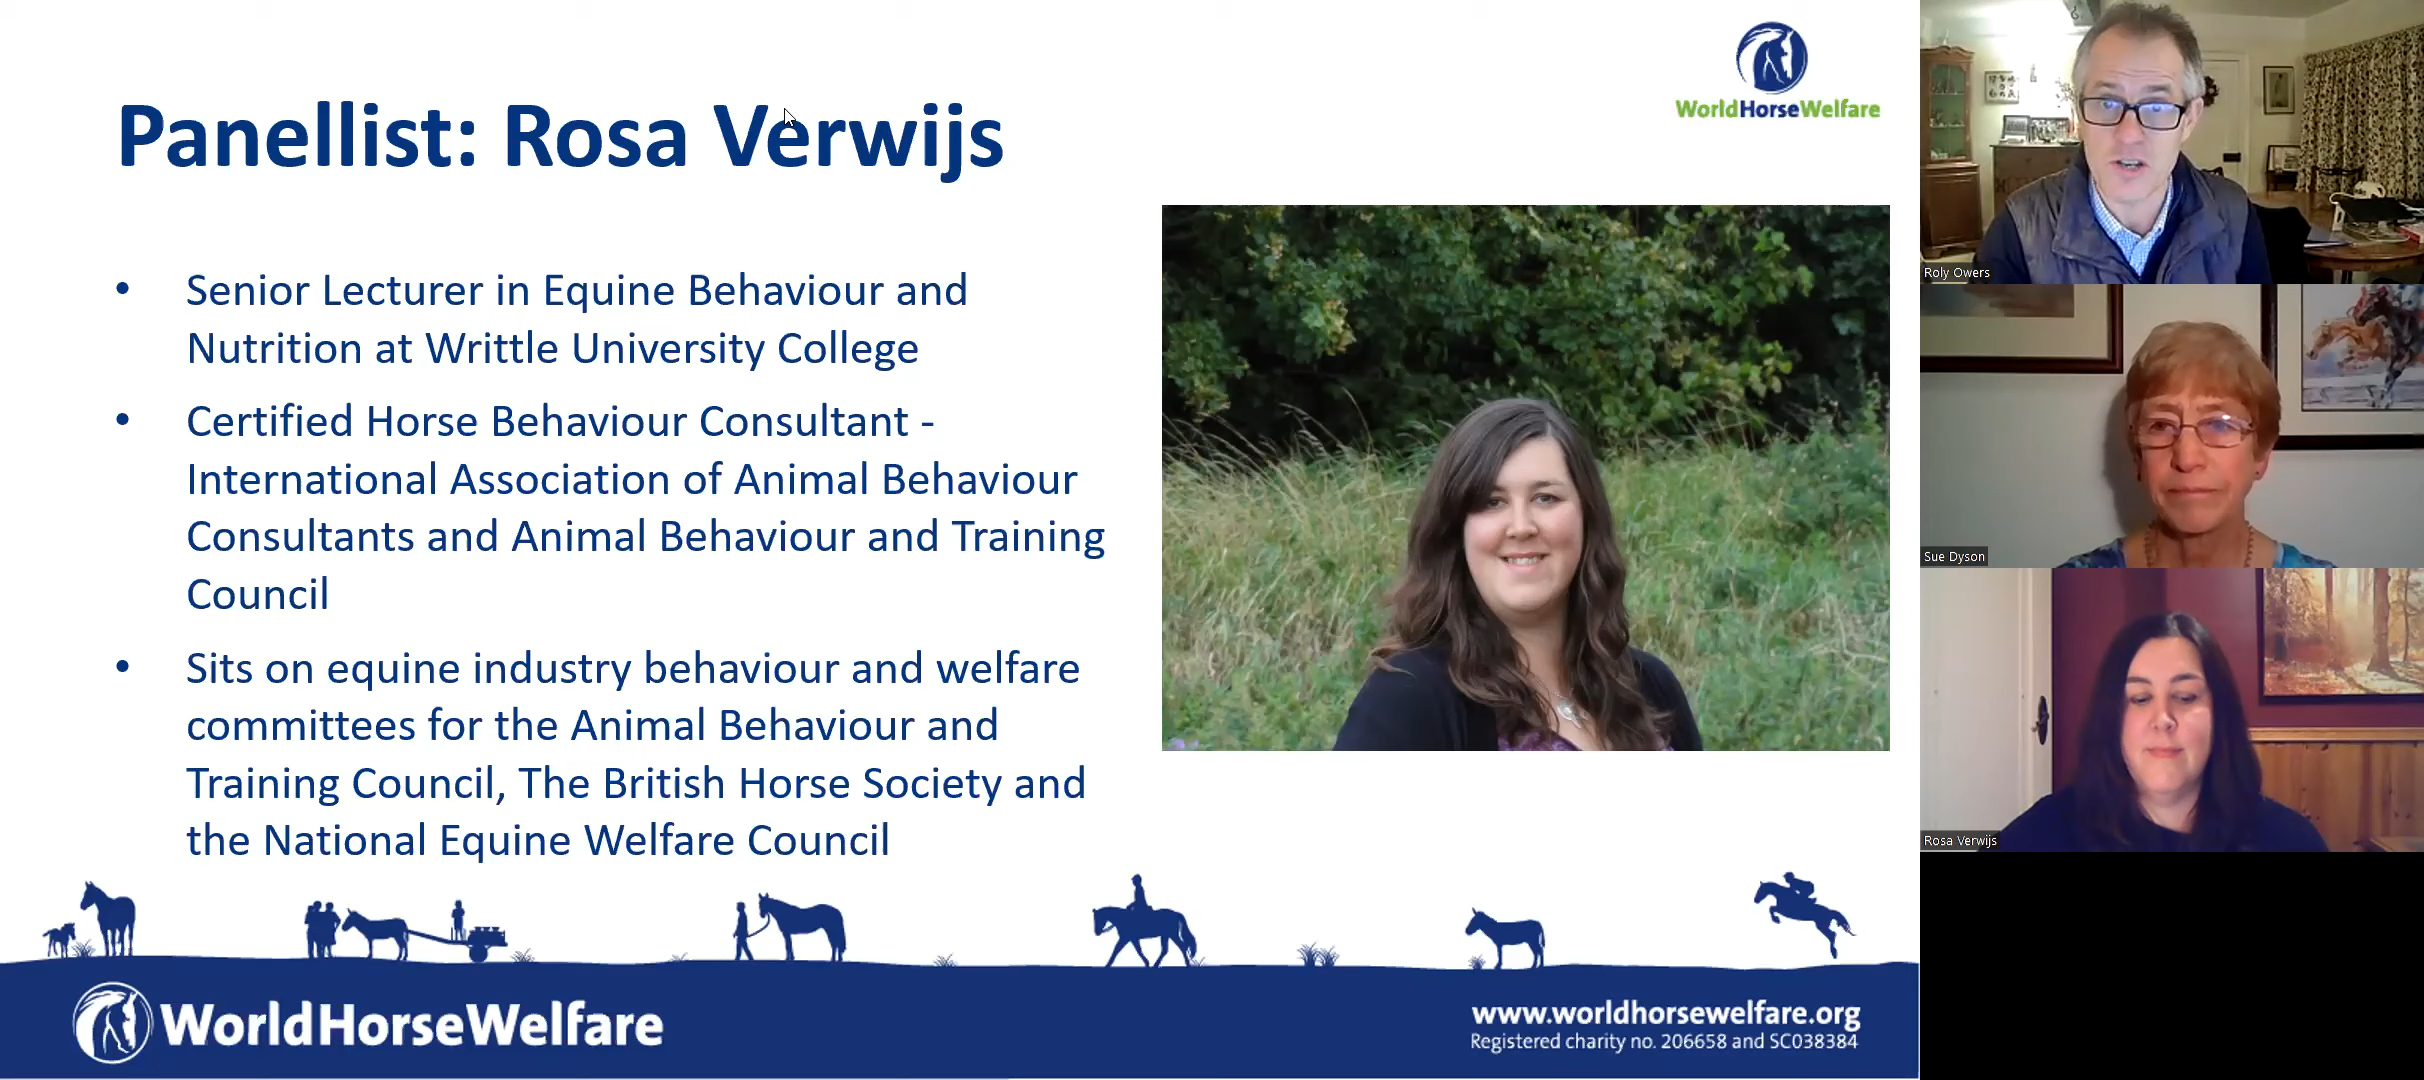 WorldHorseWelfare
Panellist: Rosa Verwijs
• Senior Lecturer in Equine Behaviour and
Nutrition at Writtle University College
• Certified Horse Behaviour Consultant -
International Association of Animal Behaviour
Consultants and Animal Behaviour and Training
Council
• Sits on equine industry behaviour and welfare
committees for the Animal Behaviour and
Training Council, The British Horse Society and
the National Equine Welfare Council
WorldHorseWelfare
www.worldhorsewelfare.org
Registered charity no. 206658 and SC038384
Roly Owers
Sue Dyson
Rosa Verwijs